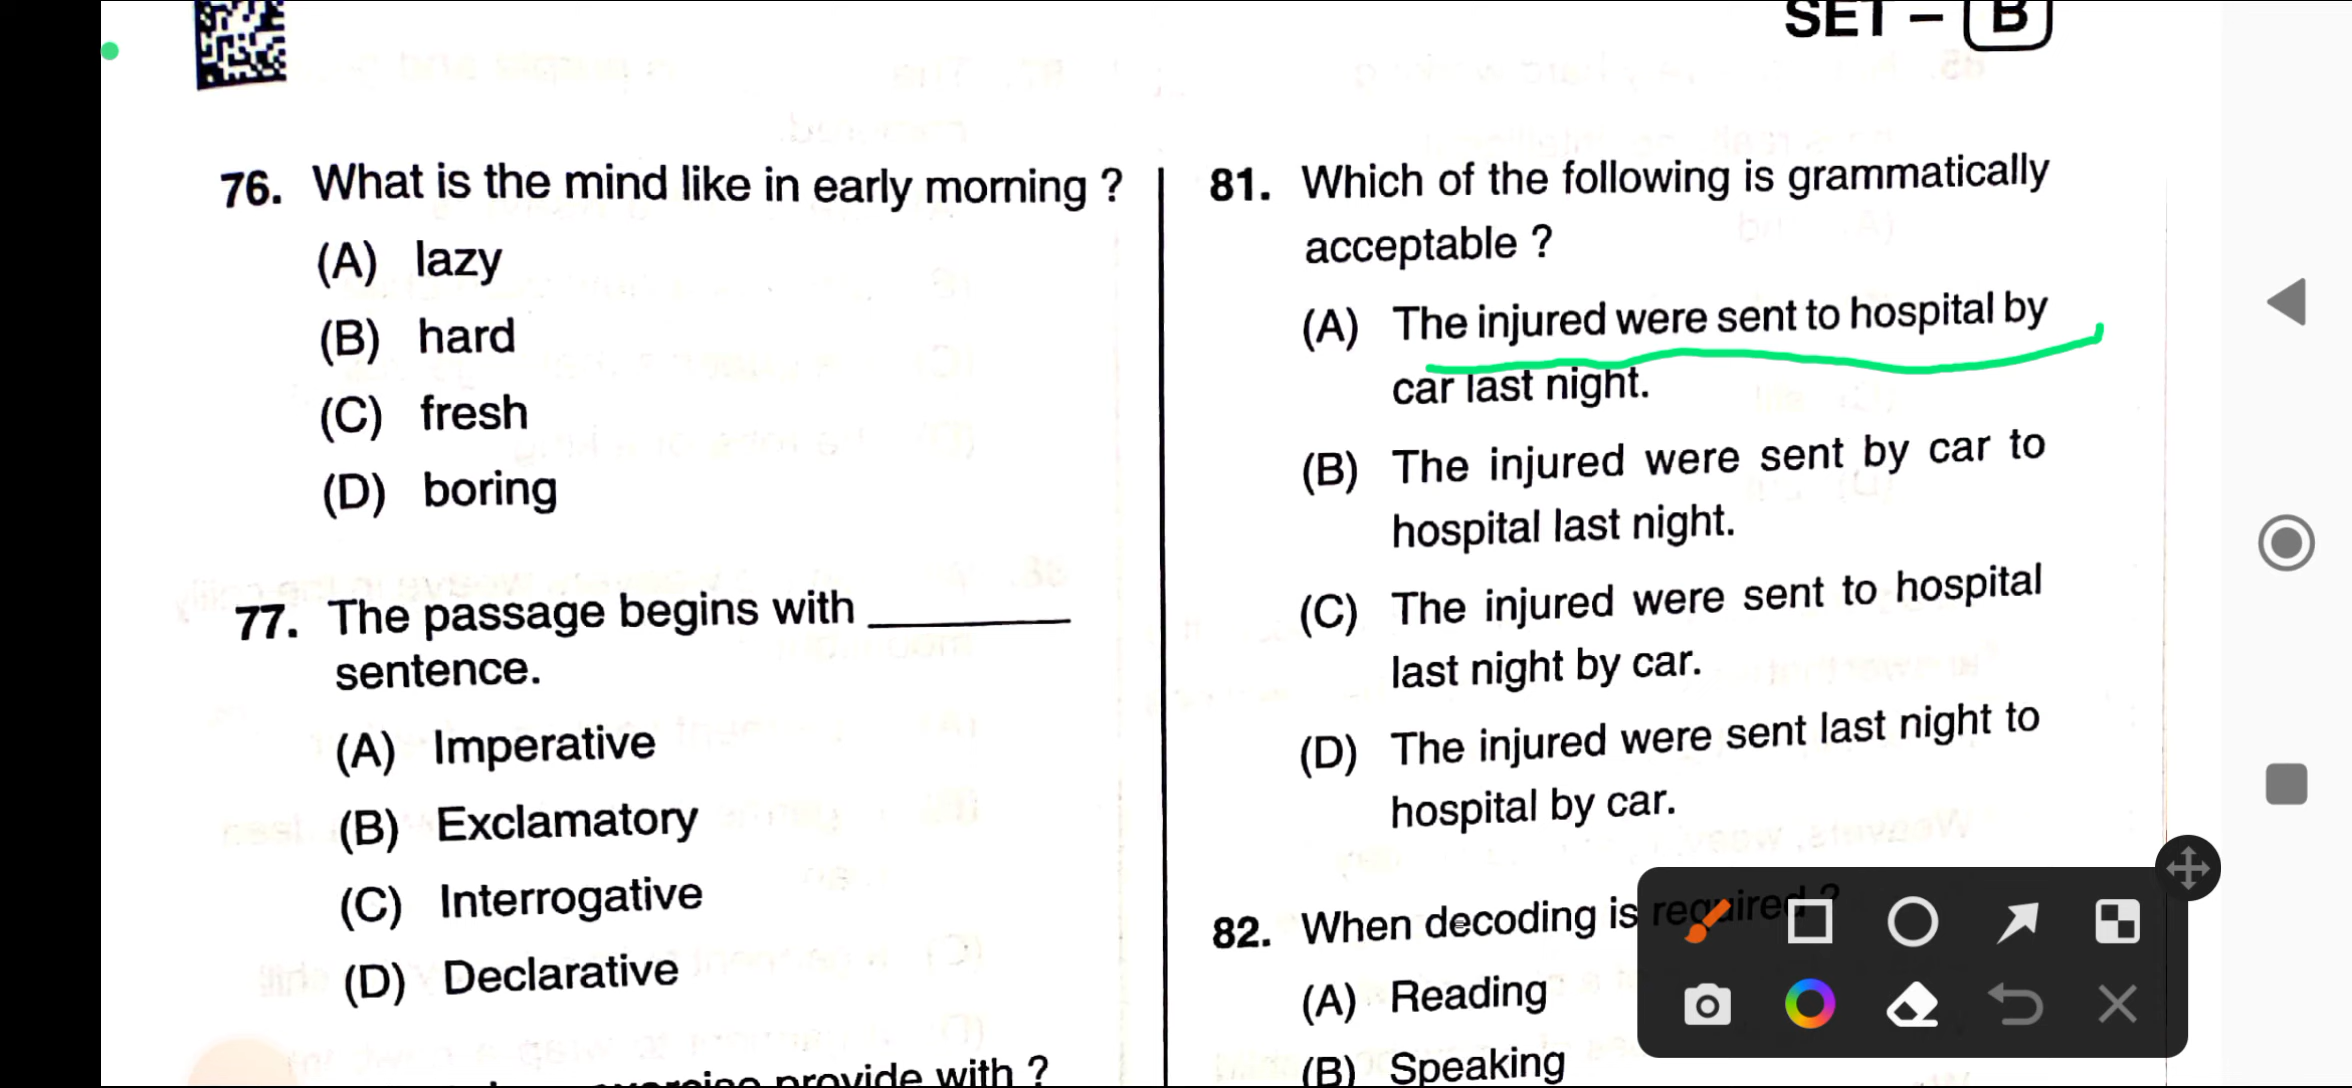 SET – B
76. What is the mind like in early morning ?
(A) lazy
(B) hard
(C) fresh
(D) boring
77. The passage begins with ________
sentence.
(A) Imperative
(B) Exclamatory
(C) Interrogative
(D) Declarative
provide with ?
81. Which of the following is grammatically
acceptable ?
(A) The injured were sent to hospital by
car last night.
(B) The injured were sent by car to
hospital last night.
(C) The injured were sent to hospital
last night by car.
(D) The injured were sent last night to
hospital by car.
82. When decoding is required ?
(A) Reading
(B) Speaking